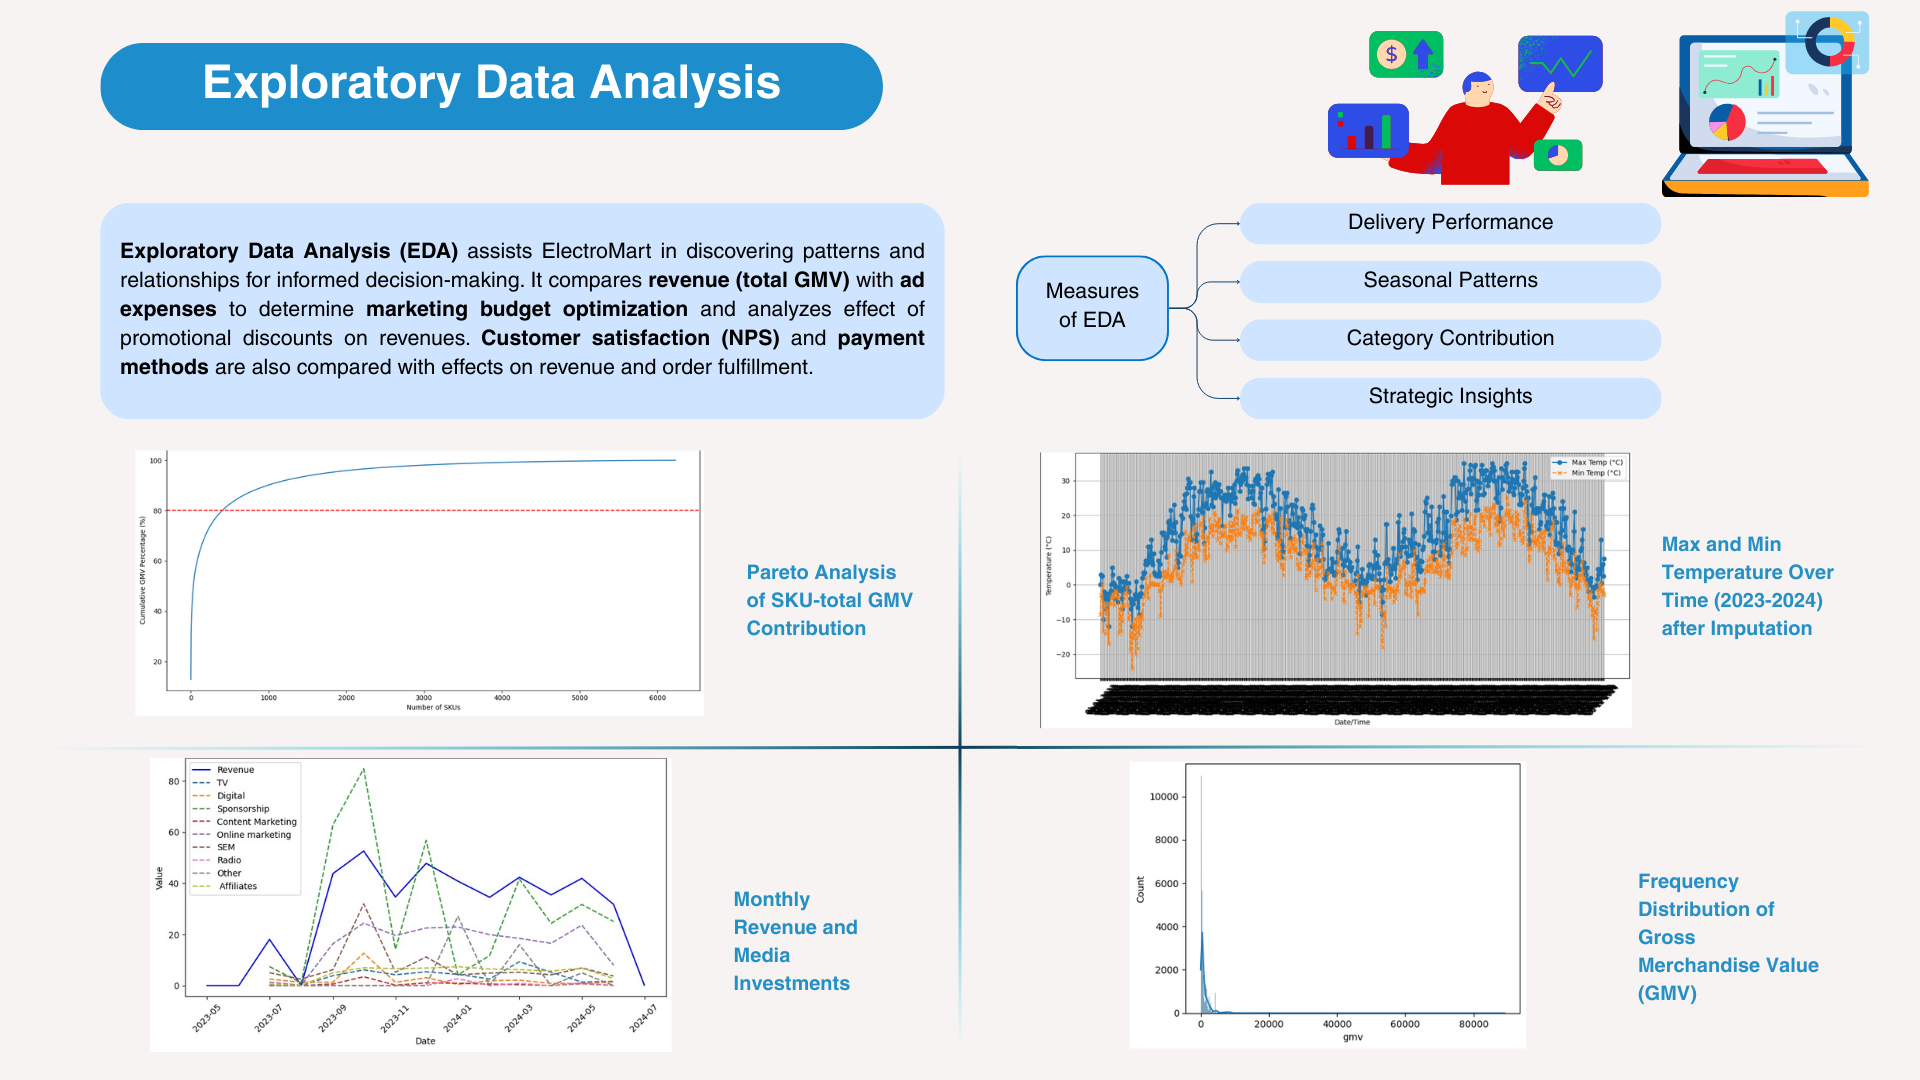 Exploratory Data Analysis
$
Exploratory Data Analysis (EDA) assists ElectroMart in discovering patterns and
relationships for informed decision-making. It compares revenue (total GMV) with ad
expenses to determine marketing budget optimization and analyzes effect of
promotional discounts on revenues. Customer satisfaction (NPS) and payment
methods are also compared with effects on revenue and order fulfillment.
Measures
of EDA
Delivery Performance
Seasonal Patterns
Category Contribution
Strategic Insights
Cumulative GMV Percentage (%)
100
80
60
40
20
0 1000 2000 3000 4000 5000 6000
Number of SKUs
Pareto Analysis
of SKU-total GMV
Contribution
Max Temp (°C)
Min Temp (°C)
Temperature (°C)
30
20
10
0
−10
−20
Date/Time
Max and Min
Temperature Over
Time (2023-2024)
after Imputation
Revenue
TV
Digital
Sponsorship
Content Marketing
Online marketing
SEM
Radio
Other
Affiliates
Value
80
60
40
20
0
2023-05 2023-07 2023-09 2023-11 2024-01 2024-03 2024-05 2024-07
Date
Monthly
Revenue and
Media
Investments
Count
10000
8000
6000
4000
2000
0
0 20000 40000 60000 80000
gmv
Frequency
Distribution of
Gross
Merchandise Value
(GMV)